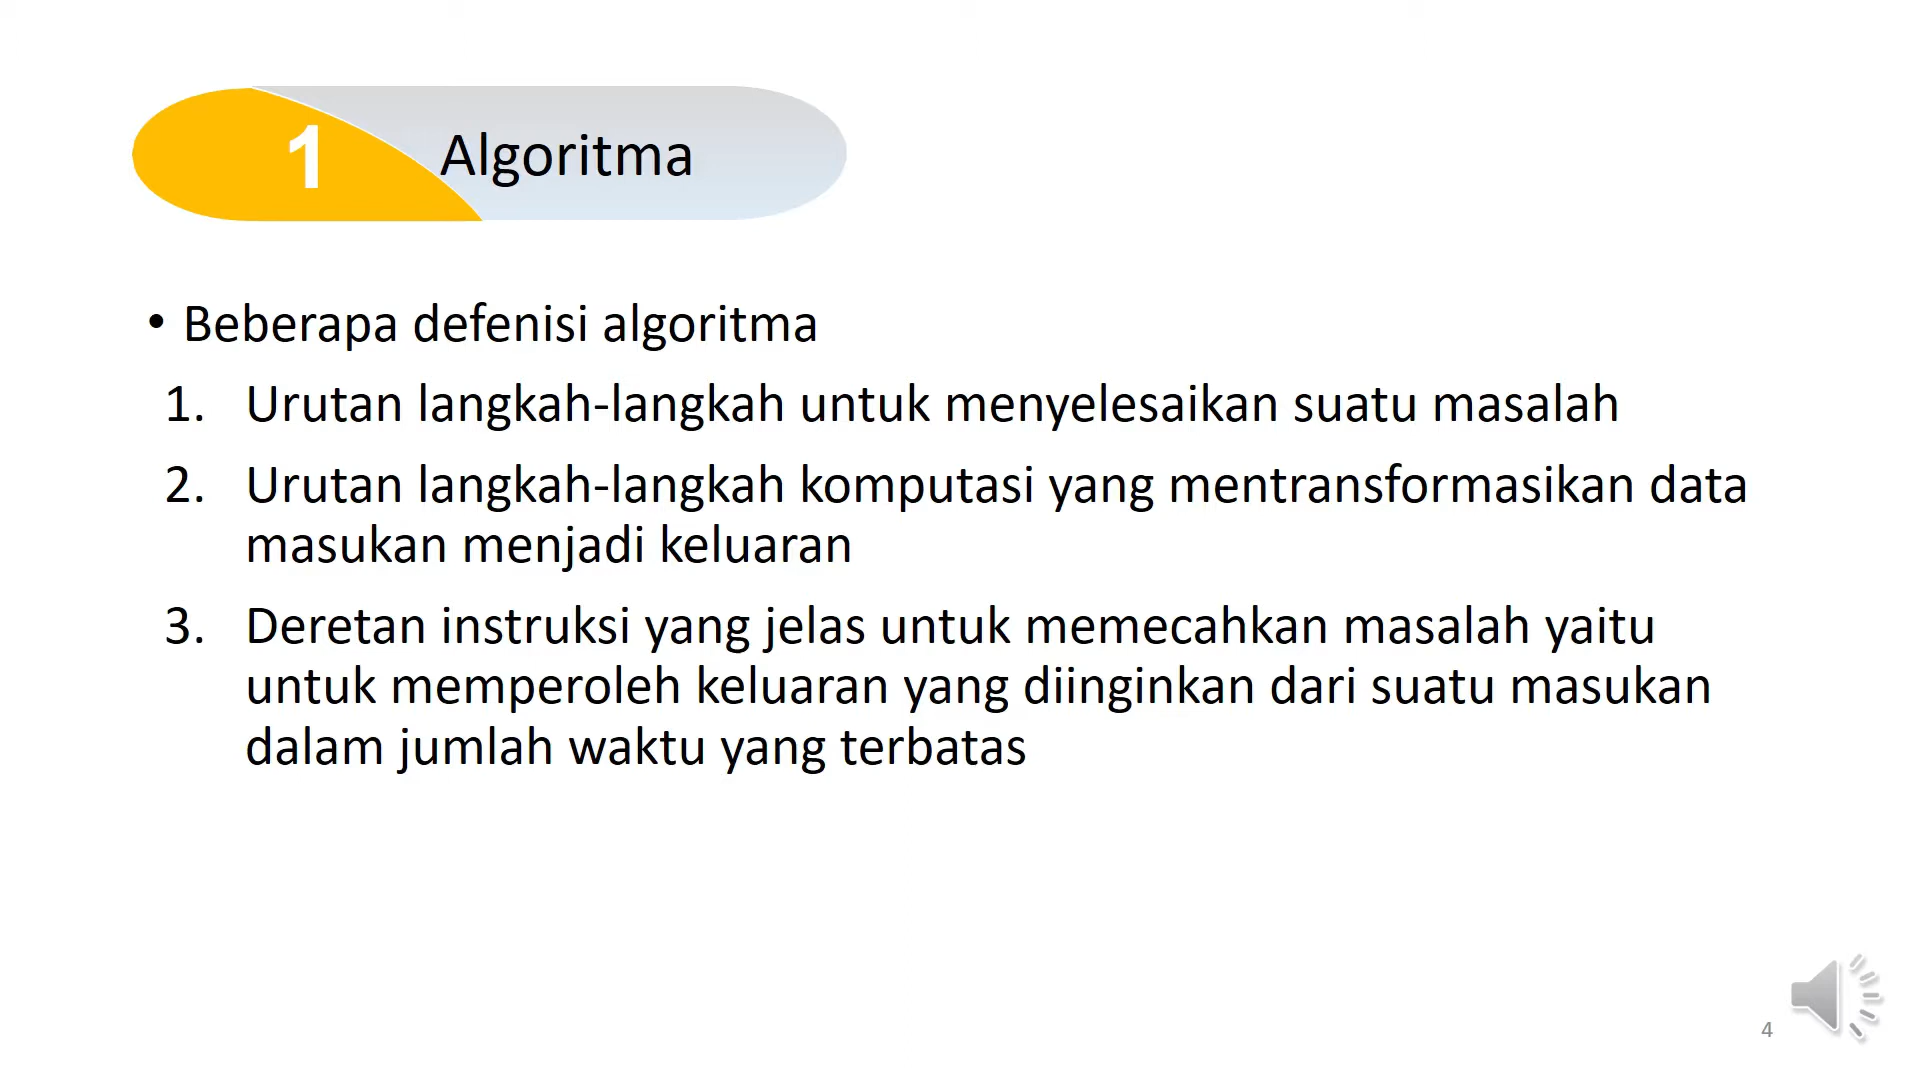 1 Algoritma
• Beberapa defenisi algoritma
1. Urutan langkah-langkah untuk menyelesaikan suatu masalah
2. Urutan langkah-langkah komputasi yang mentransformasikan data
masukan menjadi keluaran
3. Deretan instruksi yang jelas untuk memecahkan masalah yaitu
untuk memperoleh keluaran yang diinginkan dari suatu masukan
dalam jumlah waktu yang terbatas
4